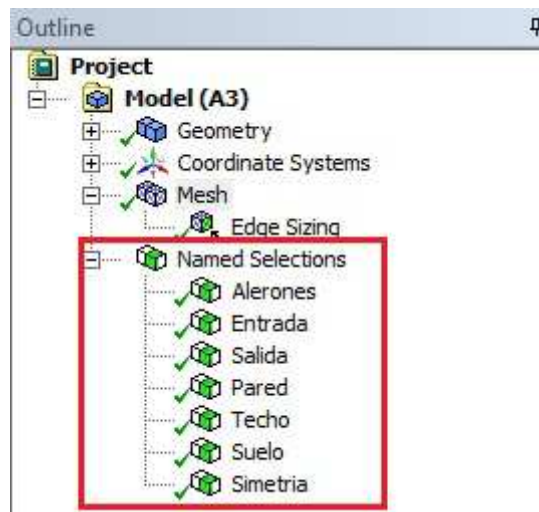 Outline
Project
Model (A3)
Geometry
Coordinate Systems
Mesh
Edge Sizing
Named Selections
Alerones
Entrada
Salida
Pared
Techo
Suelo
Simetria